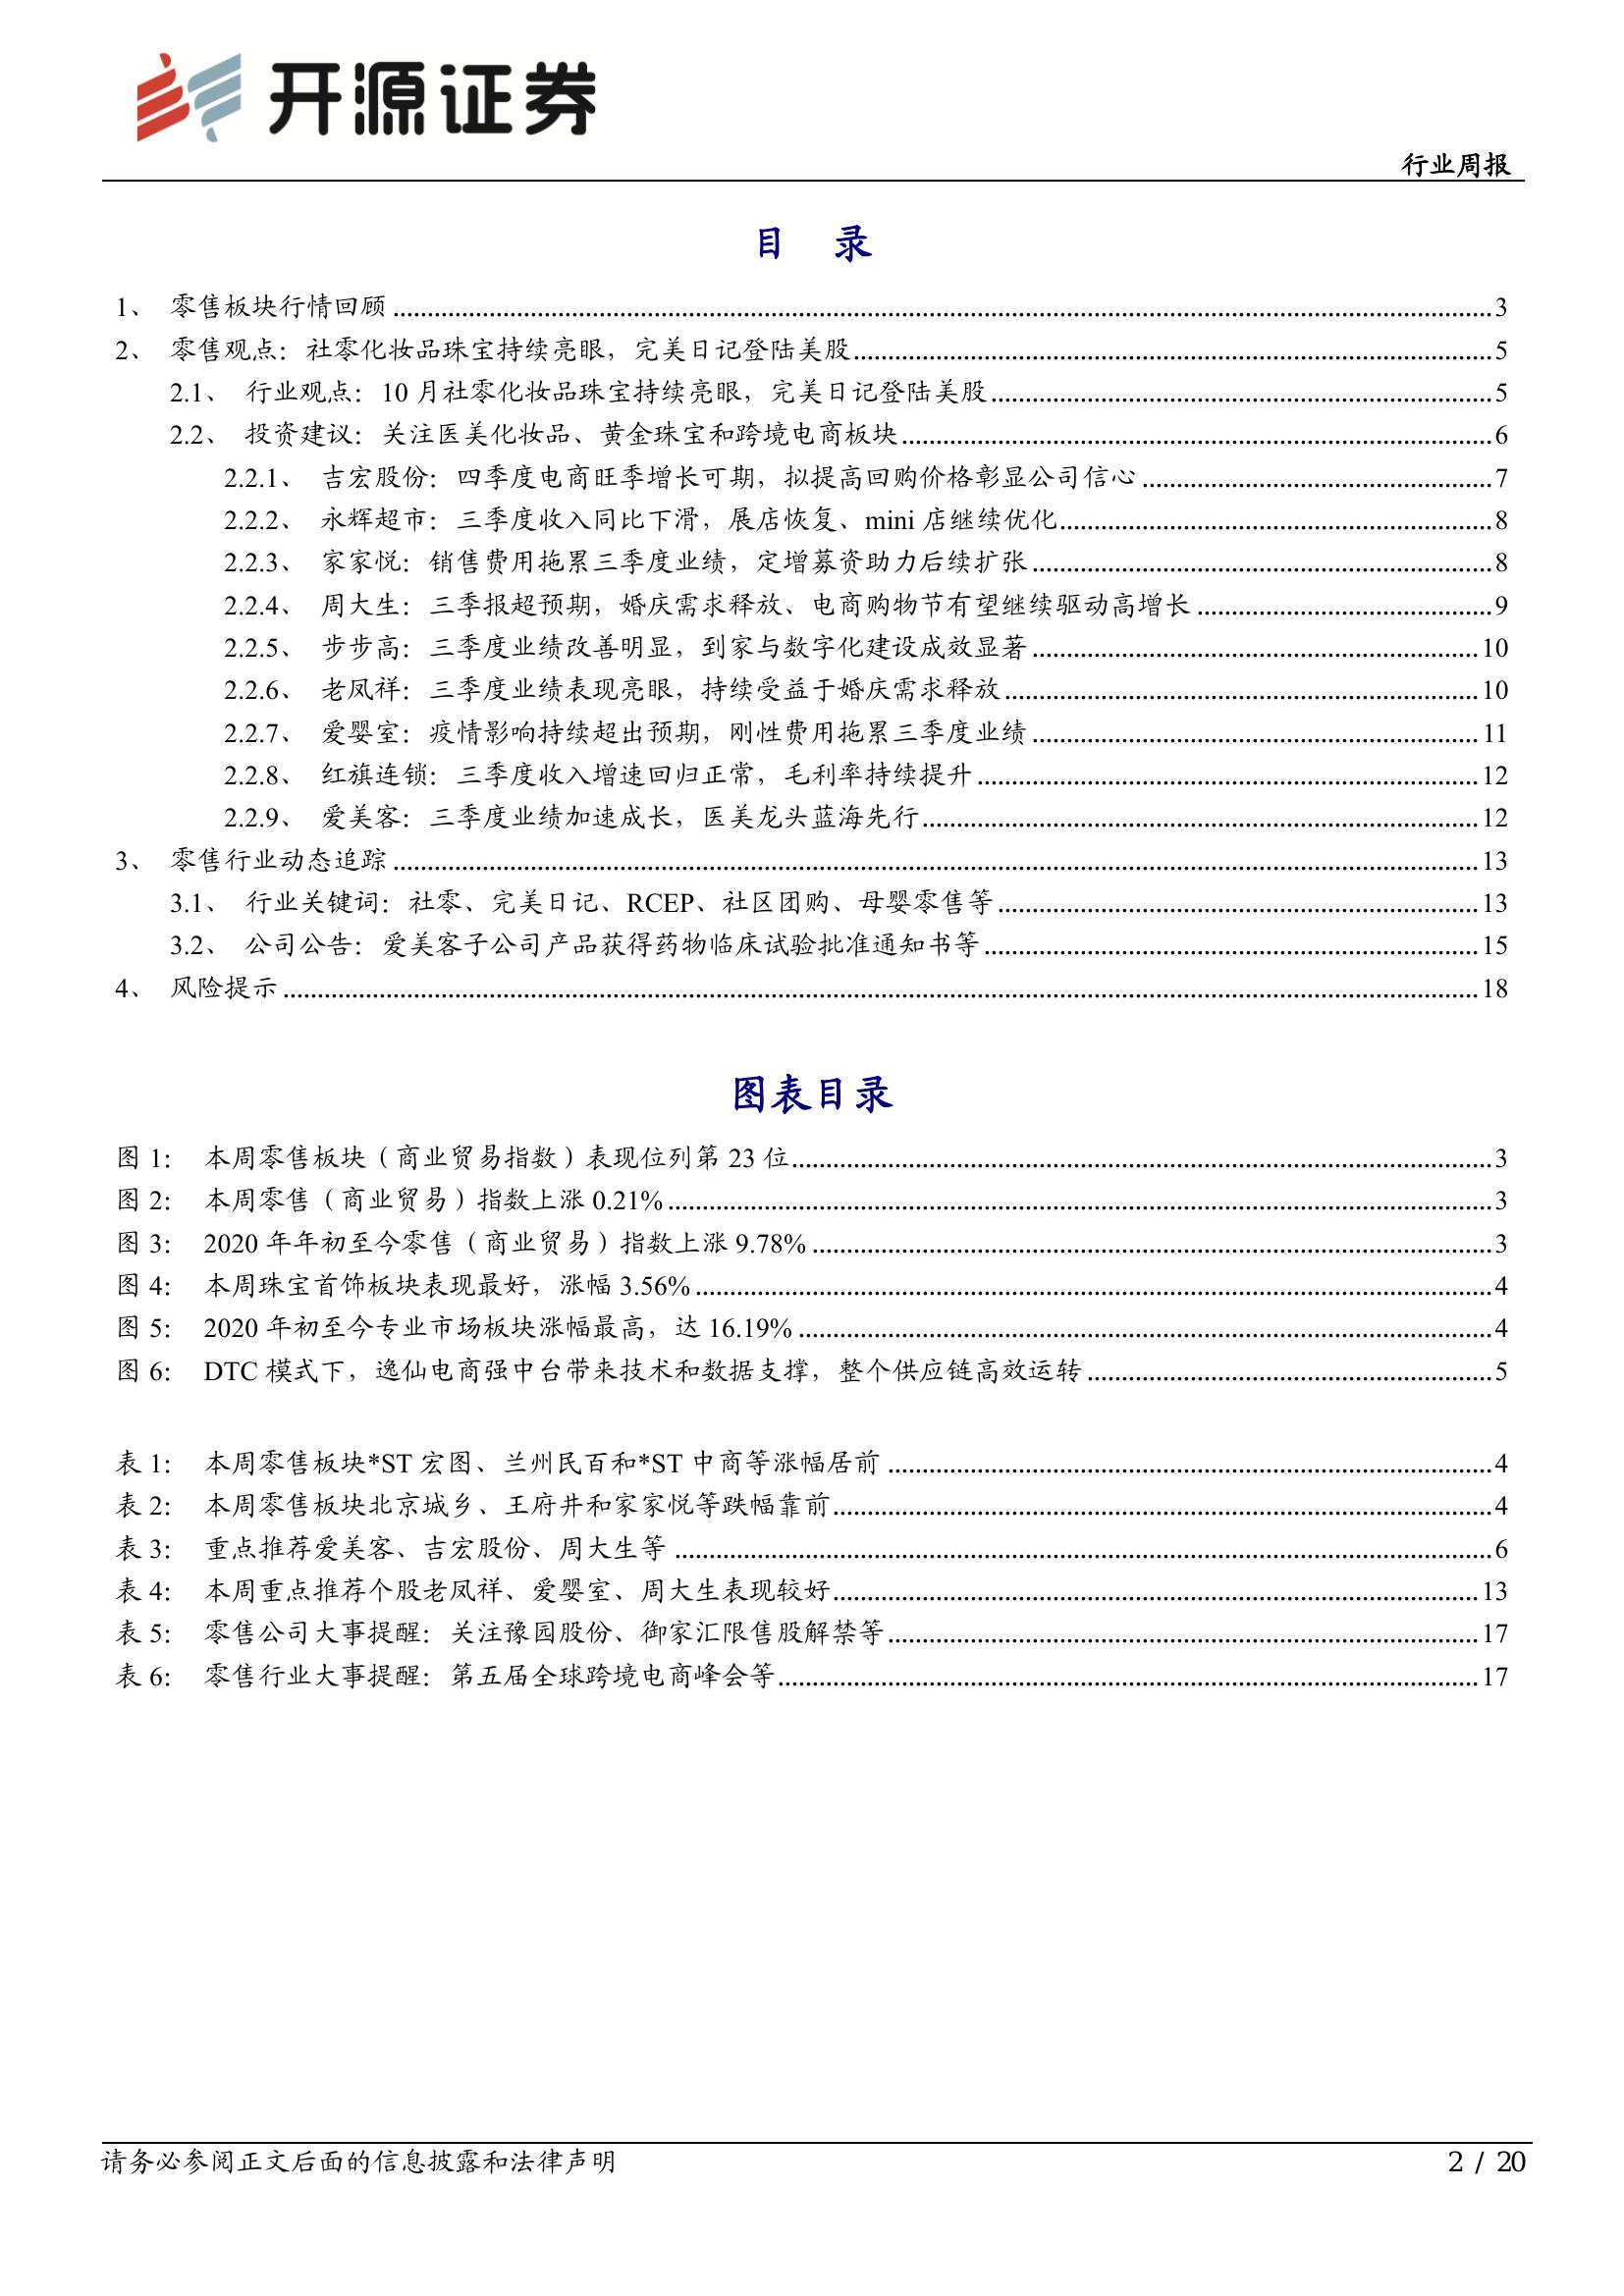 开源证券
行业周报
目 录
1、 零售板块行情回顾 ........ 3
2、 零售观点：社零化妆品珠宝持续亮眼，完美日记登陆美股 ........ 5
2.1、 行业观点：10 月社零化妆品珠宝持续亮眼，完美日记登陆美股 ........ 5
2.2、 投资建议：关注医美化妆品、黄金珠宝和跨境电商板块 ........ 6
2.2.1、 吉宏股份：四季度电商旺季增长可期，拟提高回购价格彰显公司信心 ........ 7
2.2.2、 永辉超市：三季度收入同比下滑，展店恢复、mini 店继续优化 ........ 8
2.2.3、 家家悦：销售费用拖累三季度业绩，定增募资助力后续扩张 ........ 8
2.2.4、 周大生：三季报超预期，婚庆需求释放、电商购物节有望继续驱动高增长 ........ 9
2.2.5、 步步高：三季度业绩改善明显，到家与数字化建设成效显著 ........ 10
2.2.6、 老凤祥：三季度业绩表现亮眼，持续受益于婚庆需求释放 ........ 10
2.2.7、 爱婴室：疫情影响持续超出预期，刚性费用拖累三季度业绩 ........ 11
2.2.8、 红旗连锁：三季度收入增速回归正常，毛利率持续提升 ........ 12
2.2.9、 爱美客：三季度业绩加速成长，医美龙头蓝海先行 ........ 12
3、 零售行业动态追踪 ........ 13
3.1、 行业关键词：社零、完美日记、RCEP、社区团购、母婴零售等 ........ 13
3.2、 公司公告：爱美客子公司产品获得药物临床试验批准通知书等 ........ 15
4、 风险提示 ........ 18
图表目录
图 1： 本周零售板块（商业贸易指数）表现位列第 23 位 ........ 3
图 2： 本周零售（商业贸易）指数上涨 0.21% ........ 3
图 3： 2020 年年初至今零售（商业贸易）指数上涨 9.78% ........ 3
图 4： 本周珠宝首饰板块表现最好，涨幅 3.56% ........ 4
图 5： 2020 年初至今专业市场板块涨幅最高，达 16.19% ........ 4
图 6： DTC 模式下，逸仙电商强中台带来技术和数据支撑，整个供应链高效运转 ........ 5
表 1： 本周零售板块*ST 宏图、兰州民百和*ST 中商等涨幅居前 ........ 4
表 2： 本周零售板块北京城乡、王府井和家家悦等跌幅靠前 ........ 4
表 3： 重点推荐爱美客、吉宏股份、周大生等 ........ 6
表 4： 本周重点推荐个股老凤祥、爱婴室、周大生表现较好 ........ 13
表 5： 零售公司大事提醒：关注豫园股份、御家汇限售股解禁等 ........ 17
表 6： 零售行业大事提醒：第五届全球跨境电商峰会等 ........ 17
请务必参阅正文后面的信息披露和法律声明
2 / 20